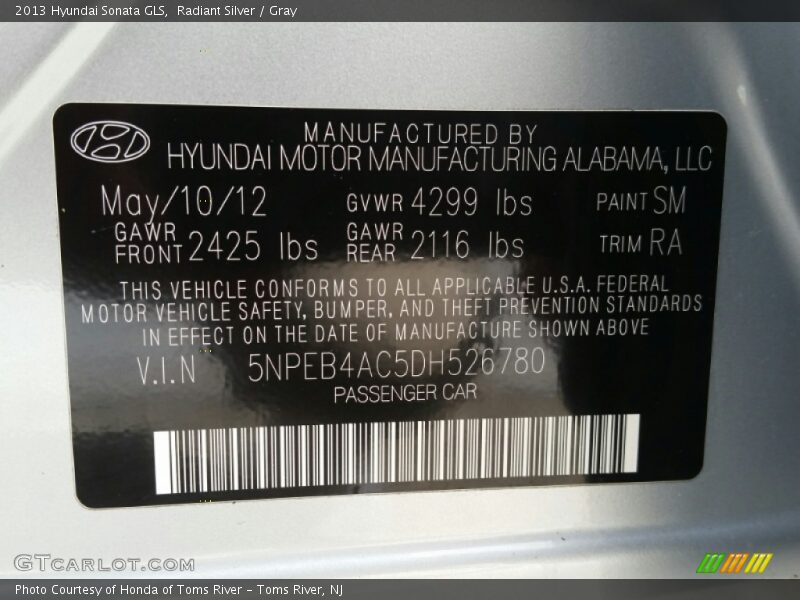 2013 Hyundai Sonata GLS,  Radiant Silver / Gray
MANUFACTURED BY
HYUNDAI MOTOR MANUFACTURING ALABAMA, LLC
May/10/12 GVWR 4299 lbs PAINT SM
GAWR FRONT 2425 lbs GAWR REAR 2116 lbs TRIM RA
THIS VEHICLE CONFORMS TO ALL APPLICABLE U.S.A. FEDERAL
MOTOR VEHICLE SAFETY, BUMPER, AND THEFT PREVENTION STANDARDS
IN EFFECT ON THE DATE OF MANUFACTURE SHOWN ABOVE
V.I.N 5NPEB4AC5DH526780
PASSENGER CAR
GTCARLOT.COM
Photo Courtesy of Honda of Toms River – Toms River, NJ